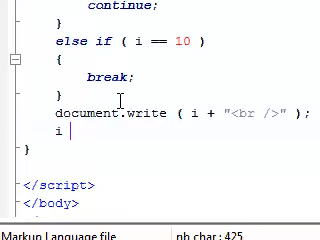 continue;
}
else if ( i == 10 )
{
break;
}
document.write ( i + "<br />" );
i
}
</script>
</body>
Markup Language file nb char : 425